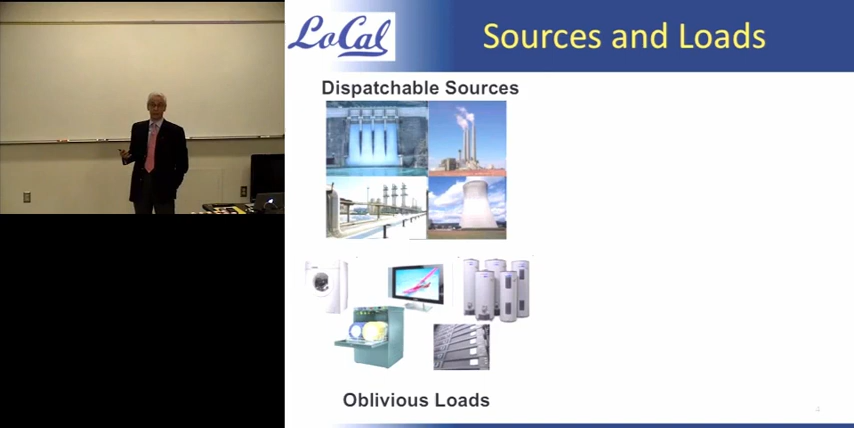 LoCal
Sources and Loads
Dispatchable Sources
Oblivious Loads
4